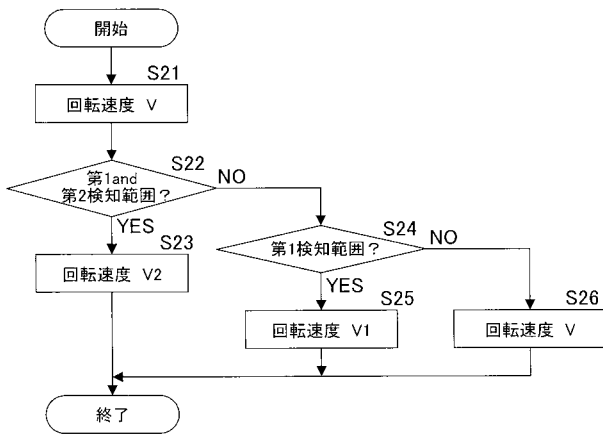 開始
S21
回転速度 V
S22
第1and
第2検知範囲？
NO
YES
S24
第1検知範囲？
NO
S23
回転速度 V2
YES
S25
回転速度 V1
S26
回転速度 V
終了